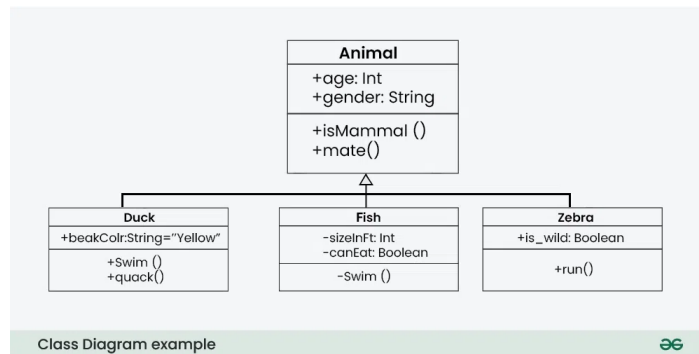 Animal
+age: Int
+gender: String
+isMammal ()
+mate()
Duck
+beakColr:String="Yellow"
+Swim ()
+quack()
Fish
-sizeInFt: Int
-canEat: Boolean
-Swim ()
Zebra
+is_wild: Boolean
+run()
Class Diagram example